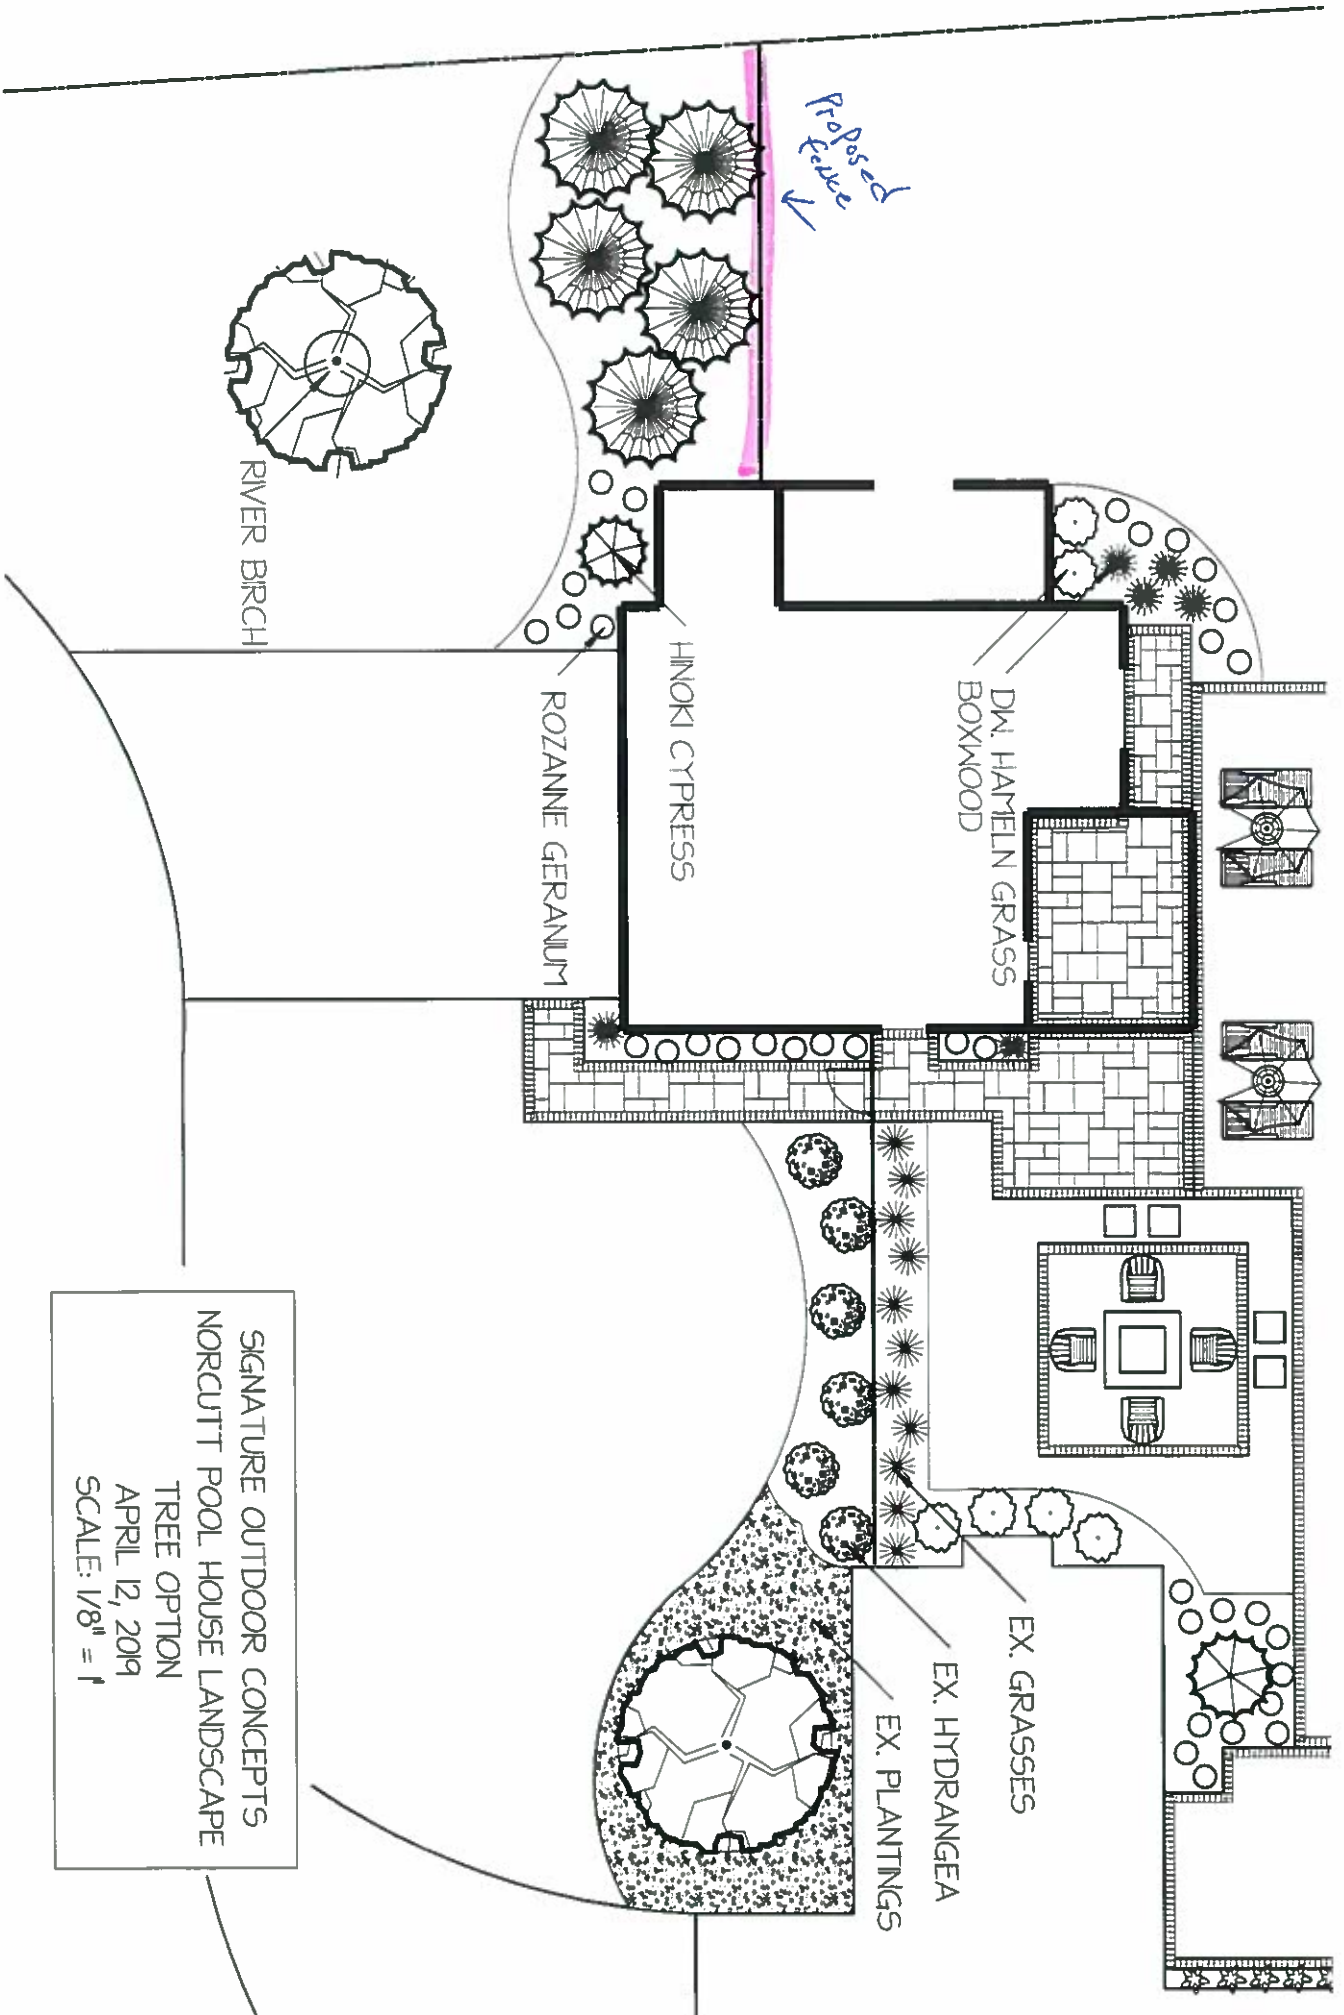 Proposed
fence
RIVER BIRCH
HINOKI CYPRESS
ROZANNE GERANIUM
DW. HAMELN GRASS
BOXWOOD
EX. GRASSES
EX. HYDRANGEA
EX. PLANTINGS
SIGNATURE OUTDOOR CONCEPTS
NORCUTT POOL HOUSE LANDSCAPE
TREE OPTION
APRIL 12, 2019
SCALE: 1/8" = 1'